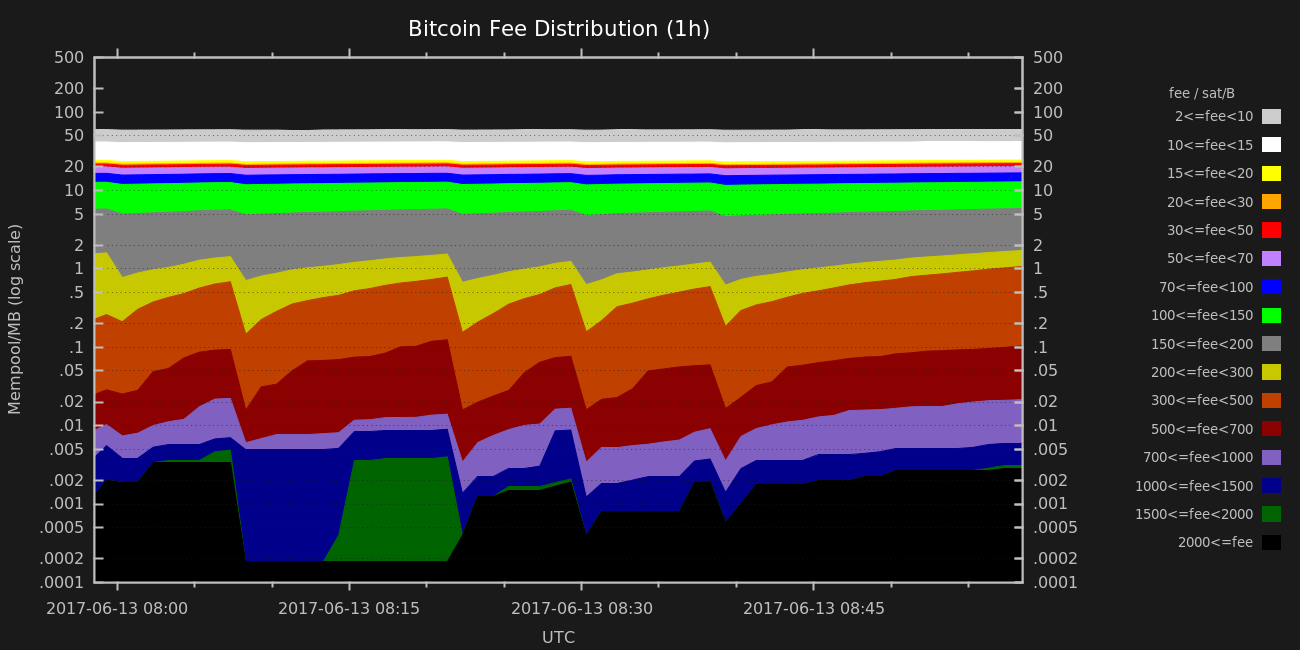 Bitcoin Fee Distribution (1h)
Mempool/MB (log scale)
500
200
100
50
20
10
5
2
1
.5
.2
.1
.05
.02
.01
.005
.002
.001
.0005
.0002
.0001
500
200
100
50
20
10
5
2
1
.5
.2
.1
.05
.02
.01
.005
.002
.001
.0005
.0002
.0001
2017-06-13 08:00
2017-06-13 08:15
2017-06-13 08:30
2017-06-13 08:45
UTC
fee / sat/B
2<=fee<10
10<=fee<15
15<=fee<20
20<=fee<30
30<=fee<50
50<=fee<70
70<=fee<100
100<=fee<150
150<=fee<200
200<=fee<300
300<=fee<500
500<=fee<700
700<=fee<1000
1000<=fee<1500
1500<=fee<2000
2000<=fee